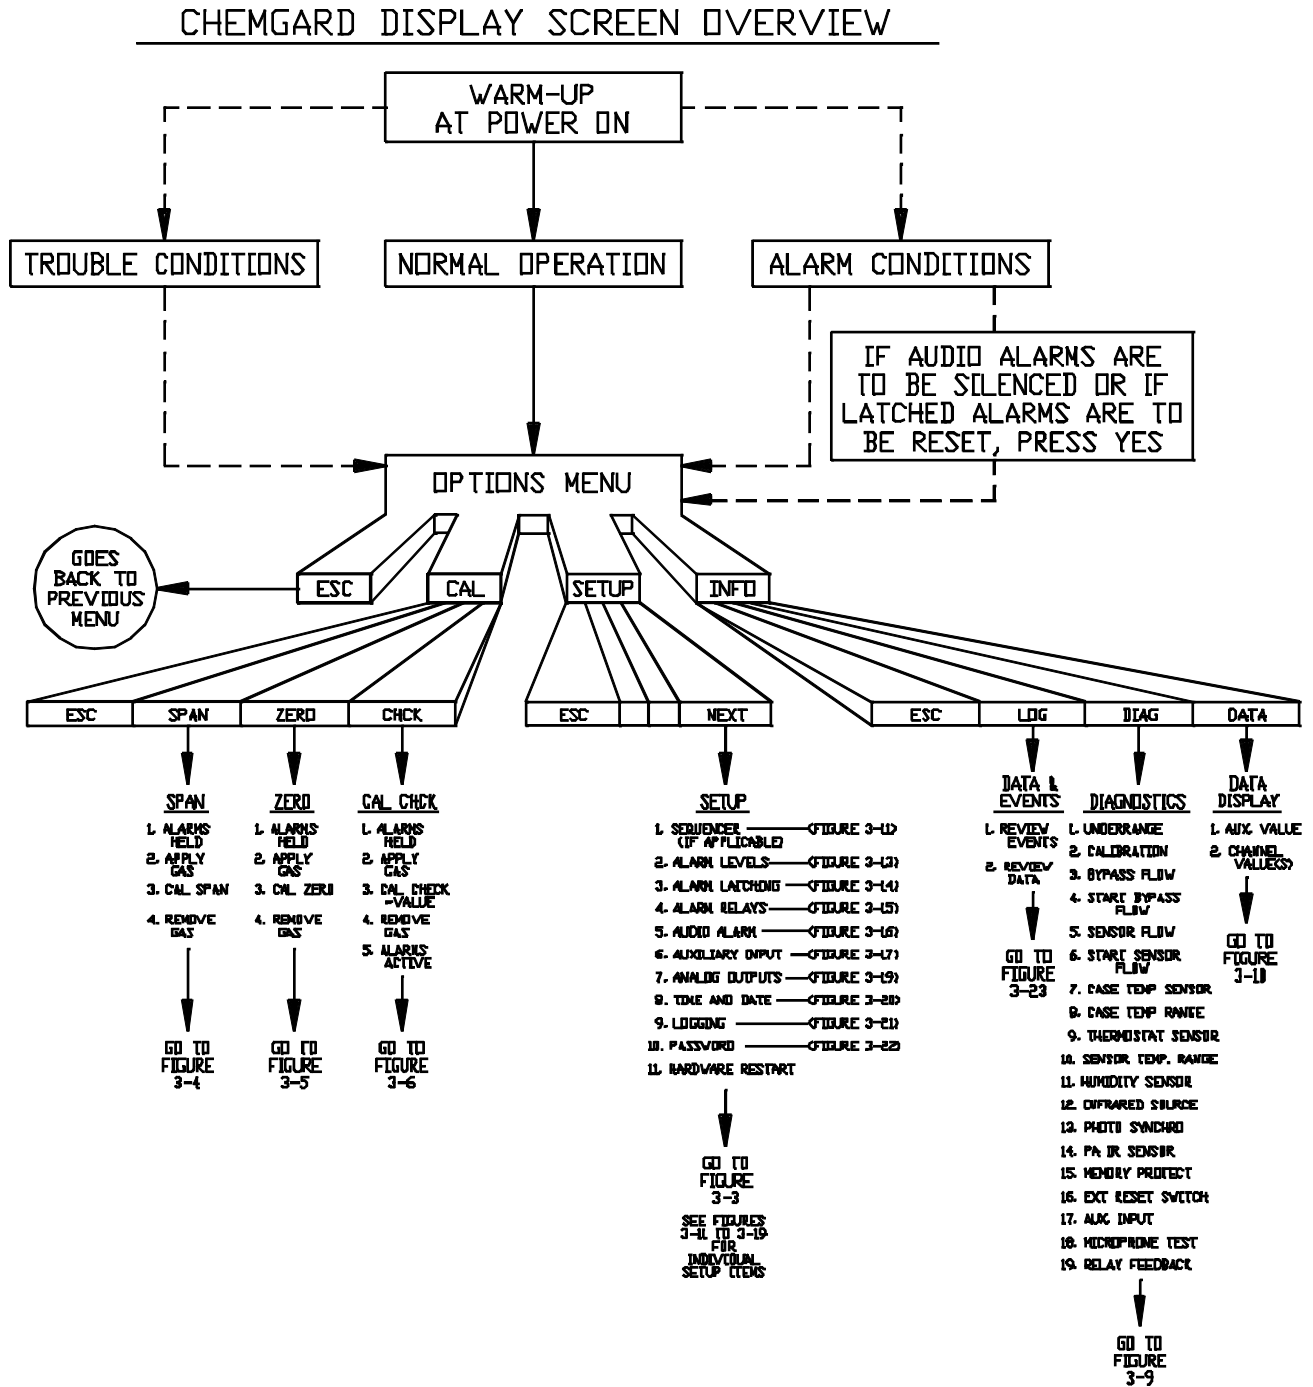 CHEMGARD DISPLAY SCREEN OVERVIEW
WARM-UP
AT POWER ON
TROUBLE CONDITIONS
NORMAL OPERATION
ALARM CONDITIONS
IF AUDIO ALARMS ARE
TO BE SILENCED OR IF
LATCHED ALARMS ARE TO
BE RESET, PRESS YES
OPTIONS MENU
GOES
BACK TO
PREVIOUS
MENU
ESC
CAL
SETUP
INFO
ESC
SPAN
ZERO
CHCK
ESC
NEXT
ESC
LOG
DIAG
DATA
SPAN
1. ALARMS
HELD
2. APPLY
GAS
3. CAL SPAN
4. REMOVE
GAS
GO TO
FIGURE
3-4
ZERO
1. ALARMS
HELD
2. APPLY
GAS
3. CAL ZERO
4. REMOVE
GAS
GO TO
FIGURE
3-5
CAL CHCK
1. ALARMS
HELD
2. APPLY
GAS
3. CAL CHECK
-VALUE
4. REMOVE
GAS
5. ALARMS
ACTIVE
GO TO
FIGURE
3-6
SETUP
1. SEQUENCER (FIGURE 3-11)
(IF APPLICABLE)
2. ALARM LEVELS (FIGURE 3-13)
3. ALARM LATCHING (FIGURE 3-14)
4. ALARM RELAYS (FIGURE 3-15)
5. AUDIO ALARM (FIGURE 3-16)
6. AUXILIARY INPUT (FIGURE 3-17)
7. ANALOG OUTPUTS (FIGURE 3-19)
8. TIME AND DATE (FIGURE 3-20)
9. LOGGING (FIGURE 3-21)
10. PASSWORD (FIGURE 3-22)
11. HARDWARE RESTART
GO TO
FIGURE
3-3
SEE FIGURES
3-11 TO 3-19
FOR
INDIVIDUAL
SETUP ITEMS
DATA &
EVENTS
1. REVIEW
EVENTS
2. REVIEW
DATA
GO TO
FIGURE
3-23
DIAGNOSTICS
1. UNDERRANGE
2. CALIBRATION
3. BYPASS FLOW
4. START BYPASS
FLOW
5. SENSOR FLOW
6. START SENSOR
FLOW
7. CASE TEMP SENSOR
8. CASE TEMP RANGE
9. THERMOSTAT SENSOR
10. SENSOR TEMP. RANGE
11. HUMIDITY SENSOR
12. INFRARED SOURCE
13. PHOTO SYNCHRO
14. PA IR SENSOR
15. MEMORY PROTECT
16. EXT RESET SWITCH
17. AUX. INPUT
18. MICROPHONE TEST
19. RELAY FEEDBACK
GO TO
FIGURE
3-9
DATA
DISPLAY
1. AUX. VALUE
2. CHANNEL
VALUE(S)
GO TO
FIGURE
3-10